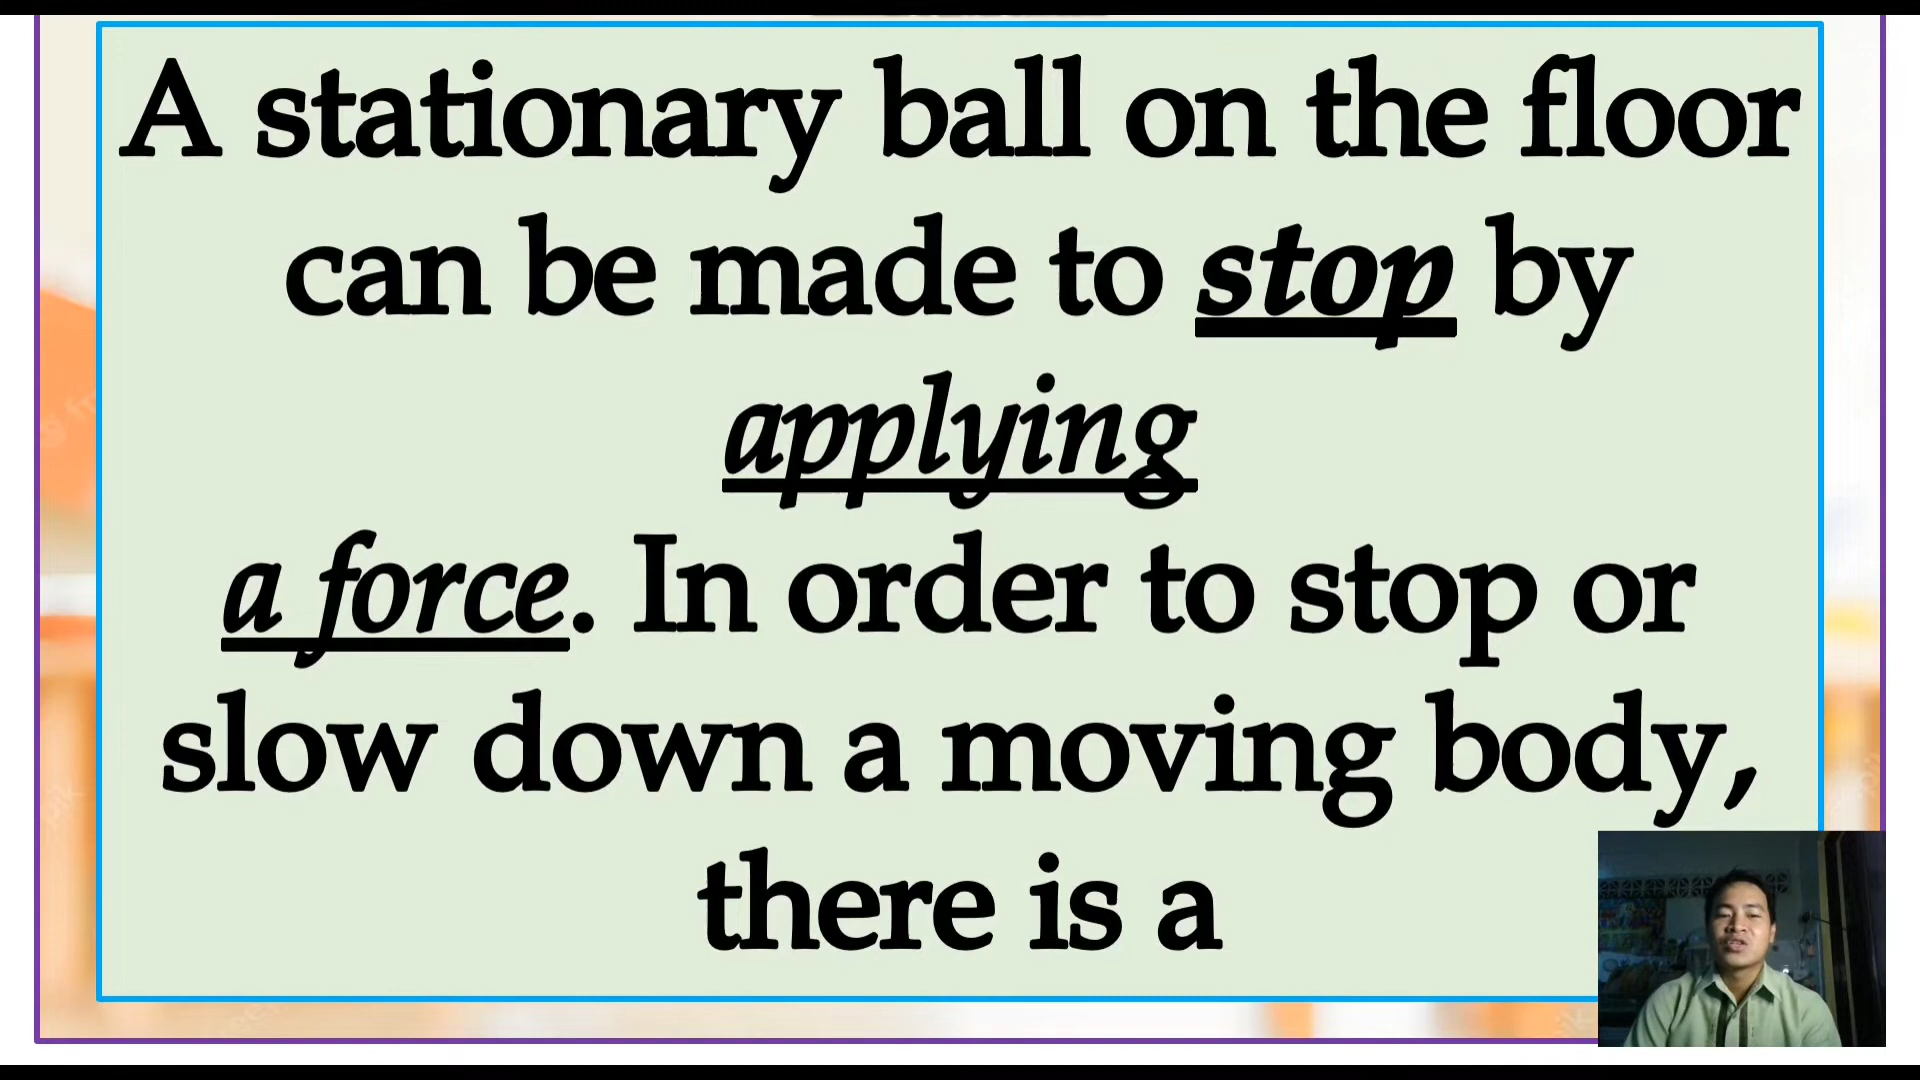 A stationary ball on the floor
can be made to stop by
applying
a force. In order to stop or
slow down a moving body,
there is a